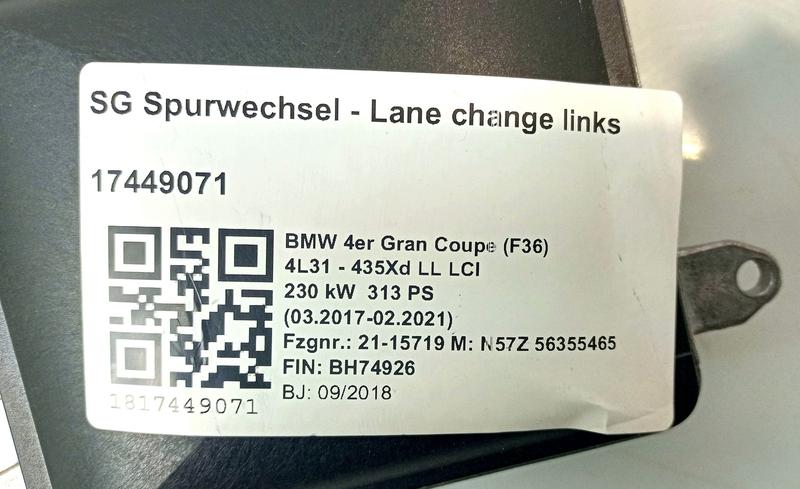 SG Spurwechsel - Lane change links
17449071
BMW 4er Gran Coupe (F36)
4L31 - 435Xd LL LCI
230 kW 313 PS
(03.2017-02.2021)
Fzgnr.: 21-15719 M: N57Z 56355465
FIN: BH74926
BJ: 09/2018
1817449071